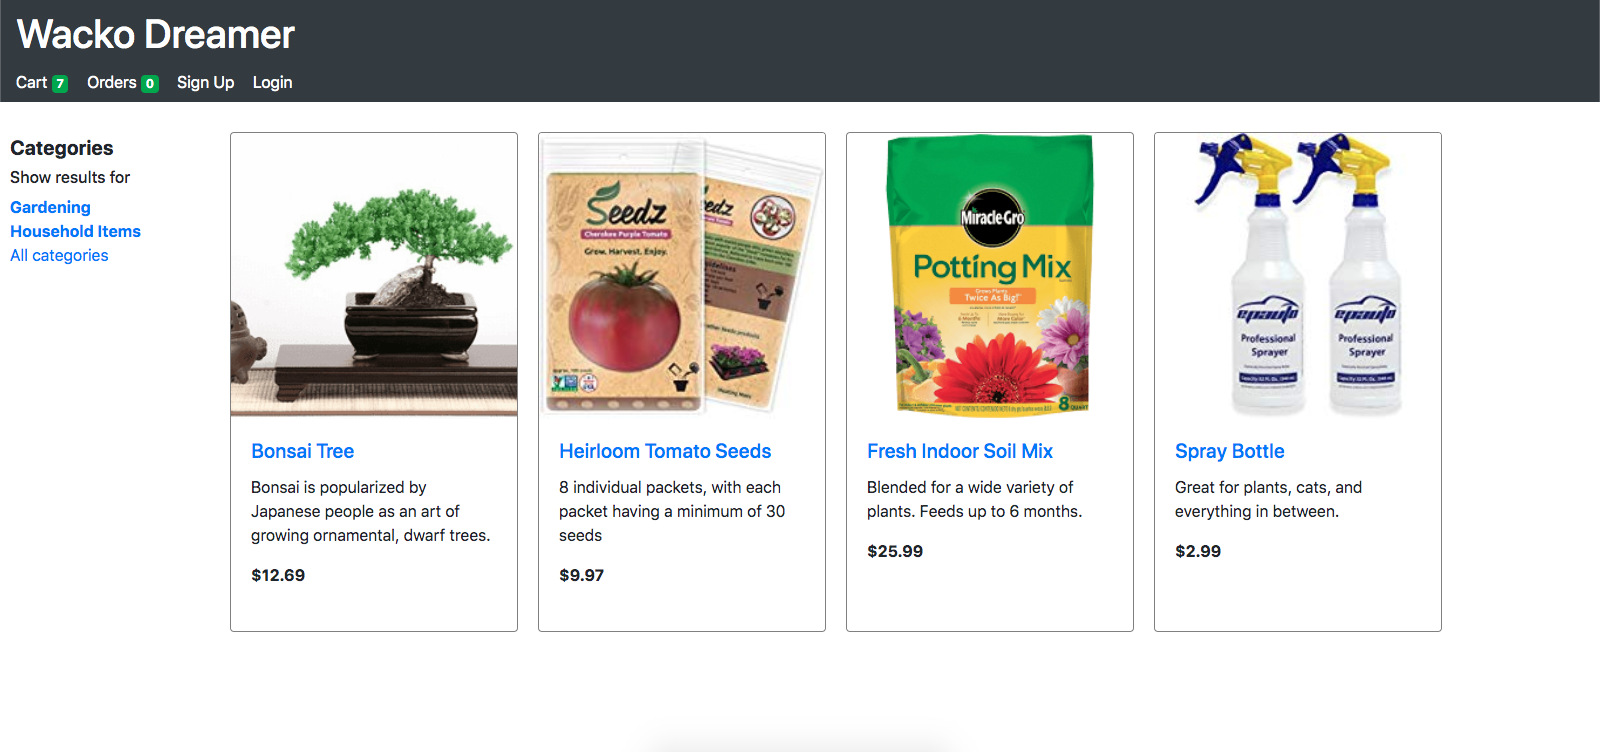 Wacko Dreamer
Cart 7 Orders 0 Sign Up Login
Categories
Show results for
Gardening
Household Items
All categories
Seedz
Cherokee Purple Tomato
Grow. Harvest. Enjoy.
Miracle-Gro
Potting Mix
Grows Plants
Twice As Big!
8
epauto
Professional
Sprayer
epauto
Professional
Sprayer
Bonsai Tree
Bonsai is popularized by
Japanese people as an art of
growing ornamental, dwarf trees.
$12.69
Heirloom Tomato Seeds
8 individual packets, with each
packet having a minimum of 30
seeds
$9.97
Fresh Indoor Soil Mix
Blended for a wide variety of
plants. Feeds up to 6 months.
$25.99
Spray Bottle
Great for plants, cats, and
everything in between.
$2.99